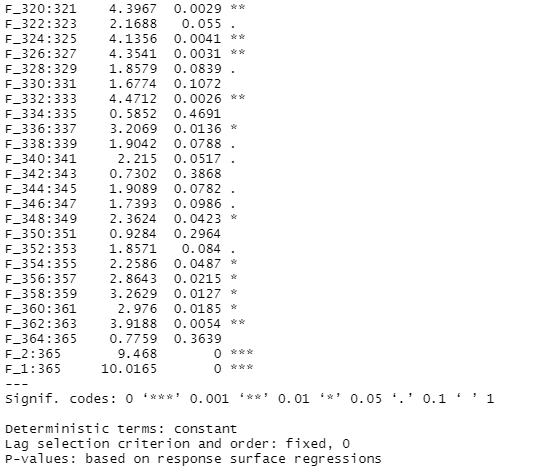 F_320:321 4.3967 0.0029 **
F_322:323 2.1688 0.055 .
F_324:325 4.1356 0.0041 **
F_326:327 4.3541 0.0031 **
F_328:329 1.8579 0.0839 .
F_330:331 1.6774 0.1072
F_332:333 4.4712 0.0026 **
F_334:335 0.5852 0.4691
F_336:337 3.2069 0.0136 *
F_338:339 1.9042 0.0788 .
F_340:341 2.215 0.0517 .
F_342:343 0.7302 0.3868
F_344:345 1.9089 0.0782 .
F_346:347 1.7393 0.0986 .
F_348:349 2.3624 0.0423 *
F_350:351 0.9284 0.2964
F_352:353 1.8571 0.084 .
F_354:355 2.2586 0.0487 *
F_356:357 2.8643 0.0215 *
F_358:359 3.2629 0.0127 *
F_360:361 2.976 0.0185 *
F_362:363 3.9188 0.0054 **
F_364:365 0.7759 0.3639
F_2:365 9.468 0 ***
F_1:365 10.0165 0 ***
---
Signif. codes: 0 ‘***’ 0.001 ‘**’ 0.01 ‘*’ 0.05 ‘.’ 0.1 ‘ ’ 1
Deterministic terms: constant
Lag selection criterion and order: fixed, 0
P-values: based on response surface regressions